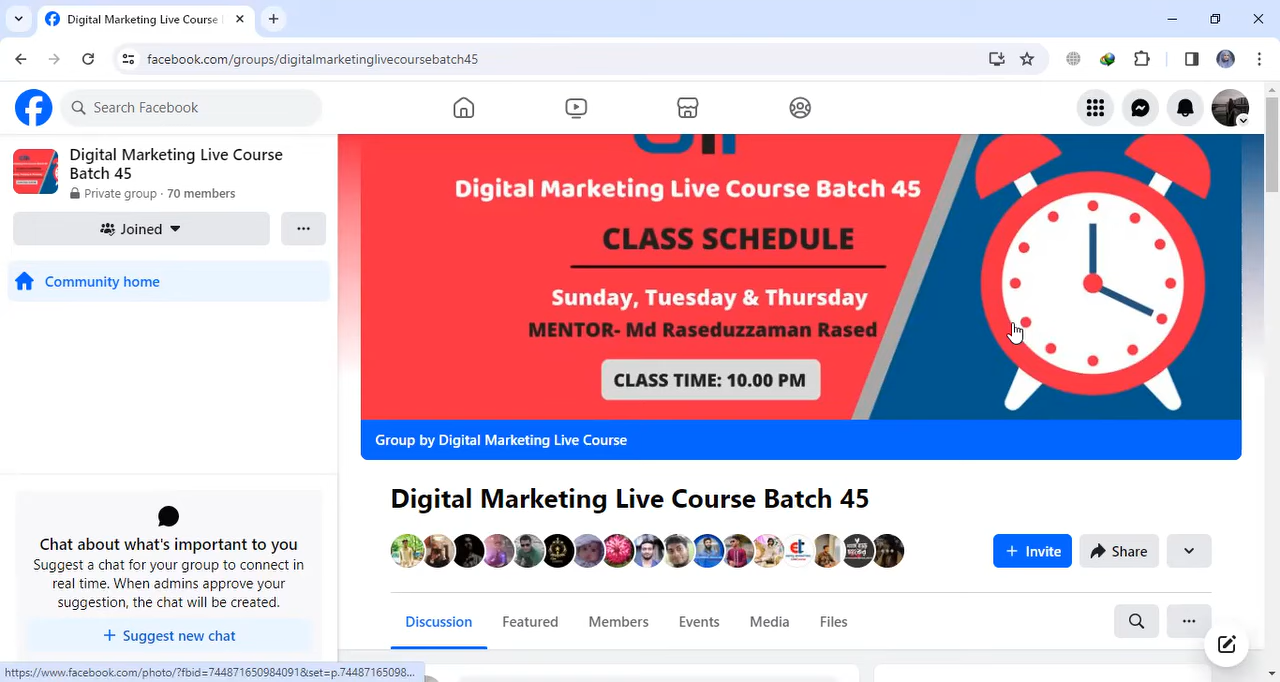 Digital Marketing Live Course
facebook.com/groups/digitalmarketinglivecoursebatch45
Search Facebook
Digital Marketing Live Course
Batch 45
Private group · 70 members
Joined
Community home
Chat about what's important to you
Suggest a chat for your group to connect in
real time. When admins approve your
suggestion, the chat will be created.
+ Suggest new chat
Digital Marketing Live Course Batch 45
CLASS SCHEDULE
Sunday, Tuesday & Thursday
MENTOR- Md Raseduzzaman Rased
CLASS TIME: 10.00 PM
Group by Digital Marketing Live Course
Digital Marketing Live Course Batch 45
+ Invite
Share
Discussion
Featured
Members
Events
Media
Files
https://www.facebook.com/photo/?fbid=744871650984091&set=p.74487165098...